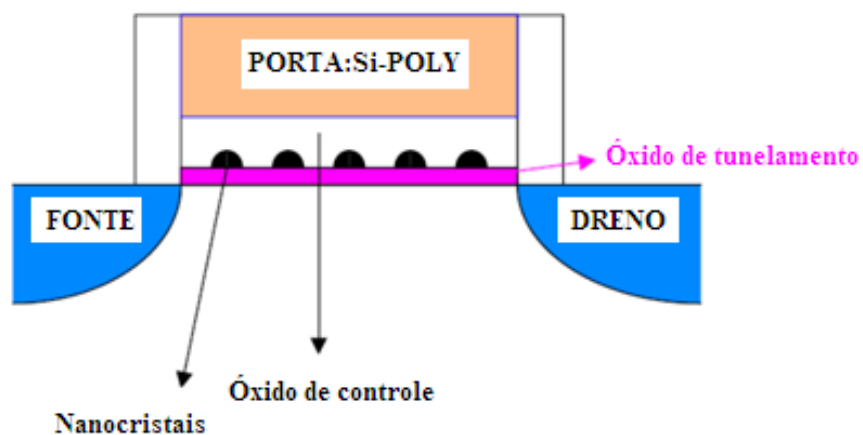 PORTA:Si-POLY
Óxido de tunelamento
FONTE
DRENO
Óxido de controle
Nanocristais